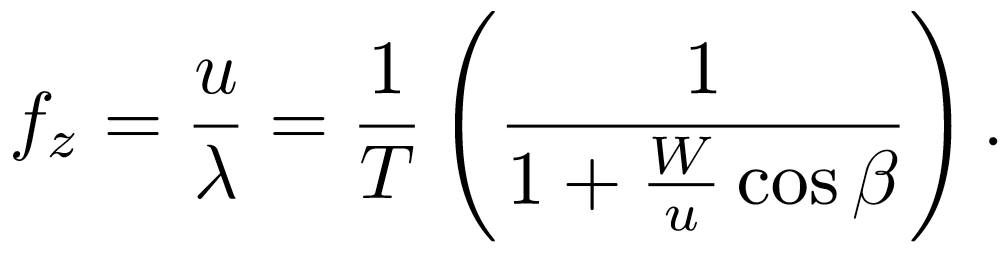 f_z = \frac{u}{\lambda} = \frac{1}{T} \left( \frac{1}{1 + \frac{W}{u} \cos \beta} \right).